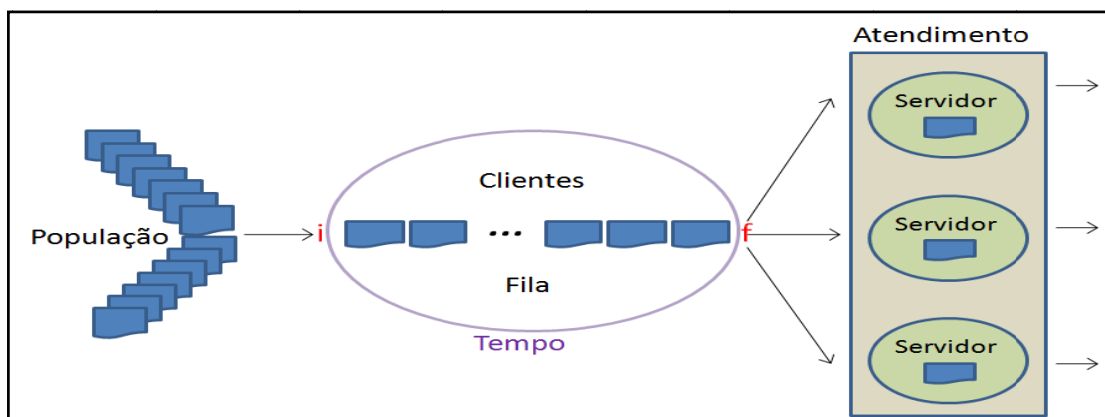 Atendimento
Servidor
Clientes
População
i
...
f
Servidor
Fila
Tempo
Servidor